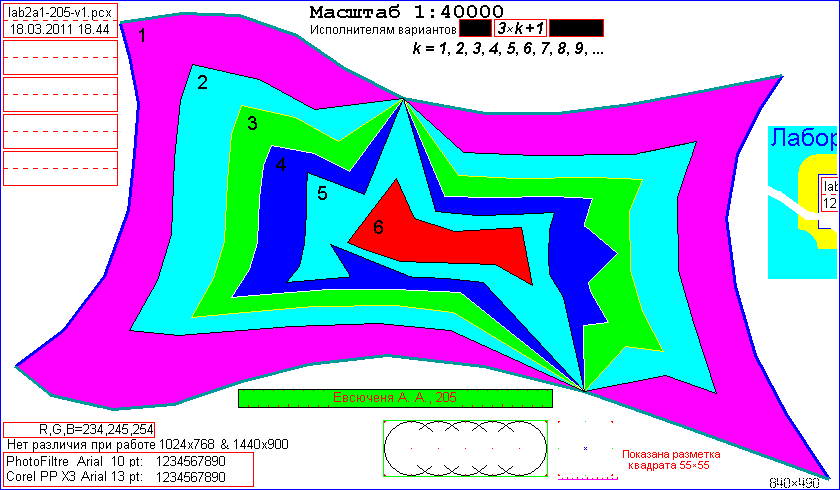 lab2a1-205-v1.pcx
18.03.2011 18.44
Масштаб 1:40000
Исполнителям вариантов 3×k+1
k = 1, 2, 3, 4, 5, 6, 7, 8, 9, ...
1
2
3
4
5
6
Лабор
lab
12
Евсюченя А. А., 205
R,G,B=234,245,254
Нет различия при работе 1024x768 & 1440x900
PhotoFiltre Arial 10 pt: 1234567890
Corel PP X3 Arial 13 pt: 1234567890
Показана разметка
квадрата 55×55
840×490